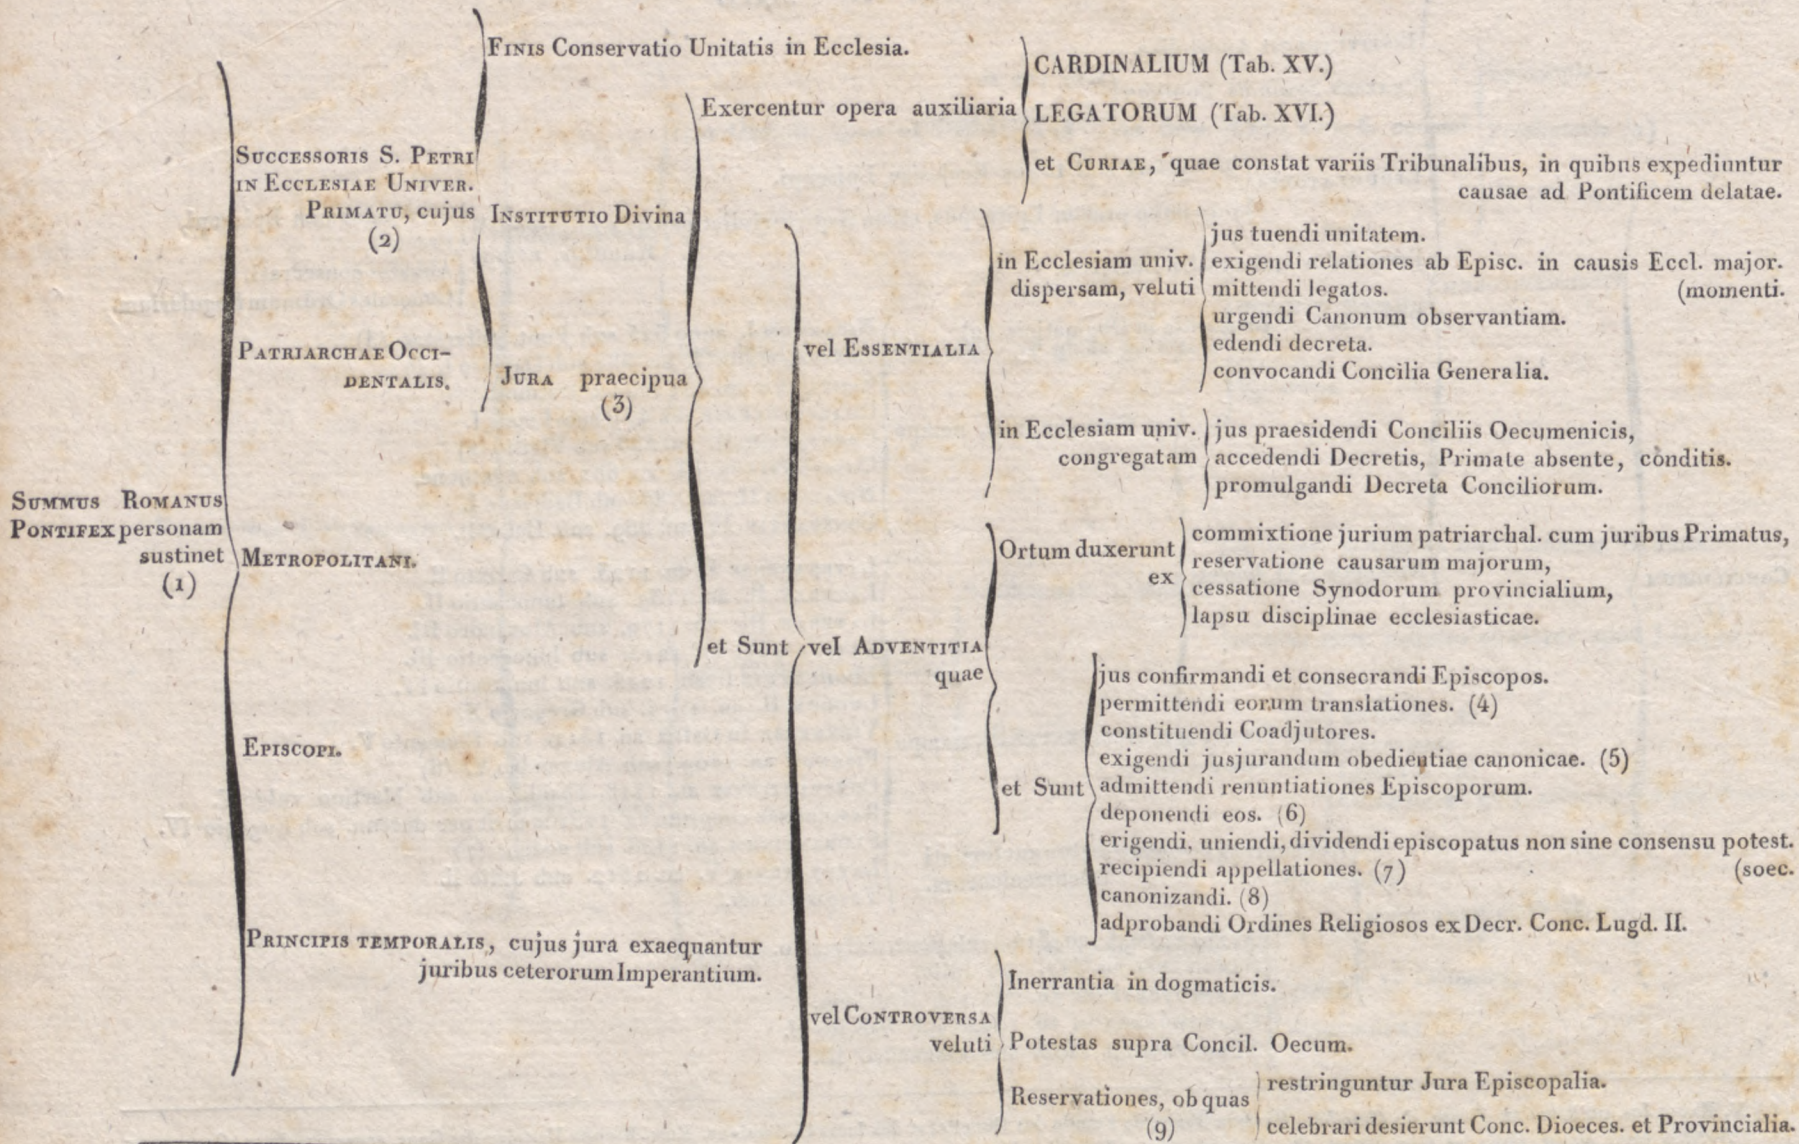 SUMMUS ROMANUS
PONTIFEX personam
sustinet
(1)
SUCCESSORIS S. PETRI
IN ECCLESIAE UNIVER.
PRIMATU, cujus
(2)
PATRIARCHAE OCCI-
DENTALIS.
METROPOLITANI.
EPISCOPI.
PRINCIPIS TEMPORALIS, cujus jura exaequantur
juribus ceterorum Imperantium.
FINIS Conservatio Unitatis in Ecclesia.
INSTITUTIO Divina
JURA praecipua
(3)
Exercentur opera auxiliaria
CARDINALIUM (Tab. XV.)
LEGATORUM (Tab. XVI.)
et CURIAE, quae constat variis Tribunalibus, in quibus expediuntur
causae ad Pontificem delatae.
et Sunt
vel ESSENTIALIA
in Ecclesiam univ.
dispersam, veluti
jus tuendi unitatem.
exigendi relationes ab Episc. in causis Eccl. major.
mittendi legatos. (momenti.
urgendi Canonum observantiam.
edendi decreta.
convocandi Concilia Generalia.
in Ecclesiam univ.
congregatam
jus praesidendi Conciliis Oecumenicis,
accedendi Decretis, Primate absente, conditis.
promulgandi Decreta Conciliorum.
vel ADVENTITIA
quae
Ortum duxerunt
ex
commixtione jurium patriarchal. cum juribus Primatus,
reservatione causarum majorum,
cessatione Synodorum provincialium,
lapsu disciplinae ecclesiasticae.
et Sunt
jus confirmandi et consecrandi Episcopos.
permittendi eorum translationes. (4)
constituendi Coadjutores.
exigendi jusjurandum obedientiae canonicae. (5)
admittendi renuntiationes Episcoporum.
deponendi eos. (6)
erigendi, uniendi, dividendi episcopatus non sine consensu potest.
recipiendi appellationes. (7) (soec.
canonizandi. (8)
adprobandi Ordines Religiosos ex Decr. Conc. Lugd. II.
vel CONTROVERSA
veluti
Inerrantia in dogmaticis.
Potestas supra Concil. Oecum.
Reservationes, ob quas
(9)
restringuntur Jura Episcopalia.
celebrari desierunt Conc. Dioeces. et Provincialia.